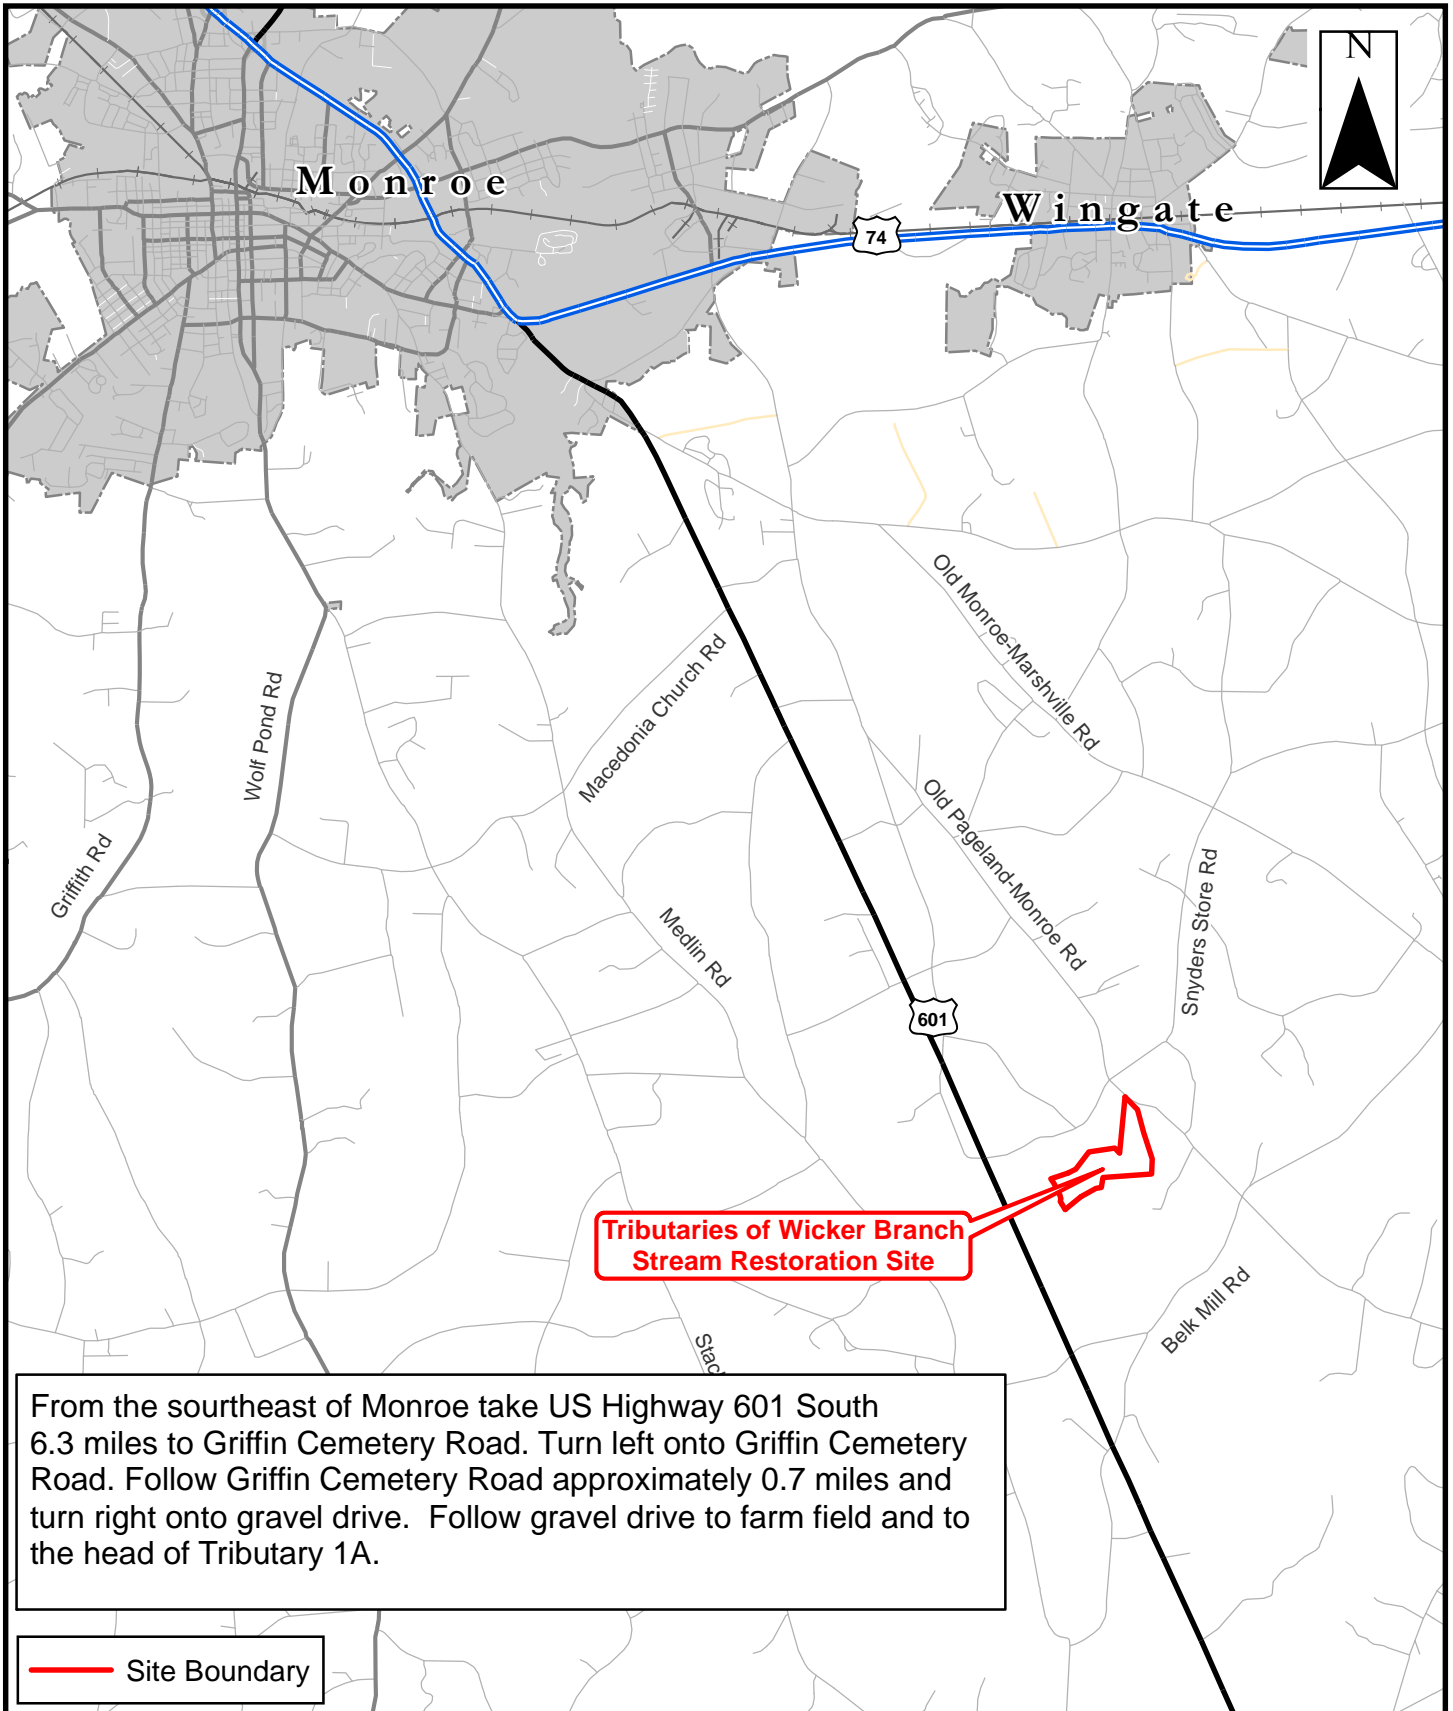 N
Monroe
Wingate
74
Old Monroe-Marshville Rd
Macedonia Church Rd
Wolf Pond Rd
Old Pageland-Monroe Rd
Griffith Rd
Snyders Store Rd
Medlin Rd
601
Tributaries of Wicker Branch
Stream Restoration Site
Belk Mill Rd
From the sourtheast of Monroe take US Highway 601 South
6.3 miles to Griffin Cemetery Road. Turn left onto Griffin Cemetery
Road. Follow Griffin Cemetery Road approximately 0.7 miles and
turn right onto gravel drive.  Follow gravel drive to farm field and to
the head of Tributary 1A.
Site Boundary